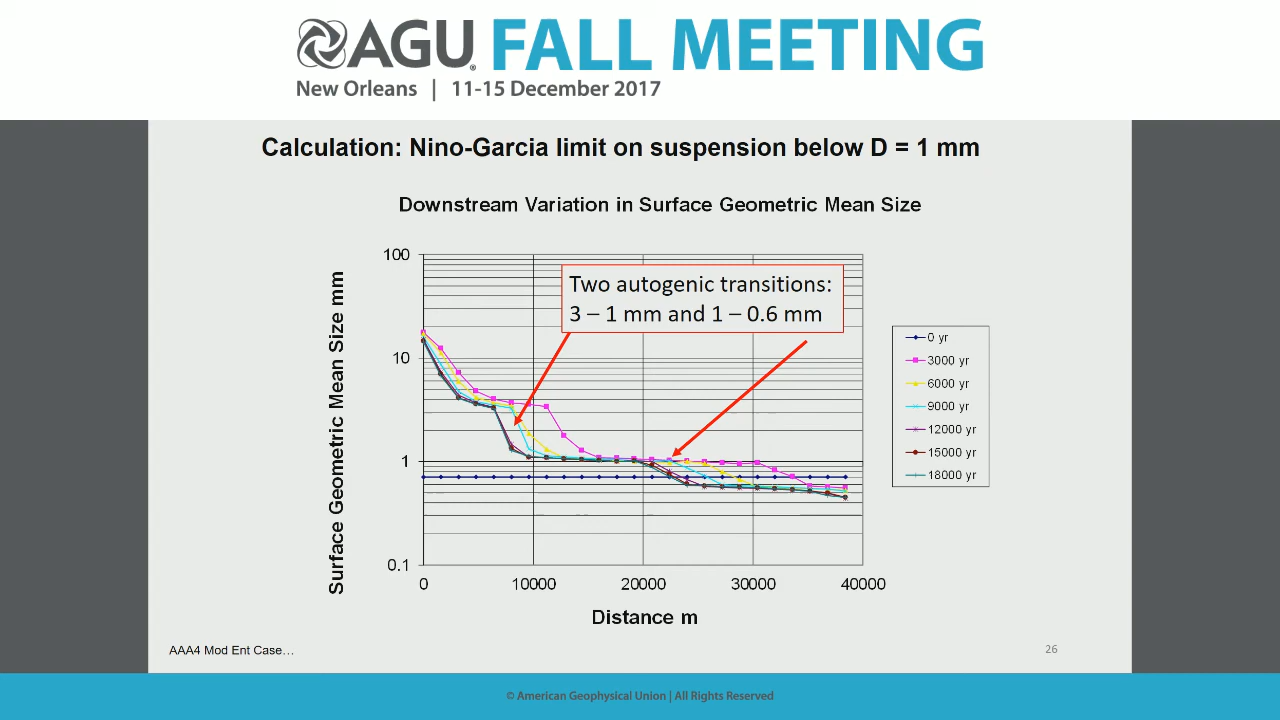 AGU FALL MEETING
New Orleans | 11-15 December 2017
Calculation: Nino-Garcia limit on suspension below D = 1 mm
Downstream Variation in Surface Geometric Mean Size
Two autogenic transitions:
3 – 1 mm and 1 – 0.6 mm
Surface Geometric Mean Size mm
100
10
1
0.1
0 10000 20000 30000 40000
Distance m
0 yr
3000 yr
6000 yr
9000 yr
12000 yr
15000 yr
18000 yr
AAA4 Mod Ent Case…
26
© American Geophysical Union | All Rights Reserved